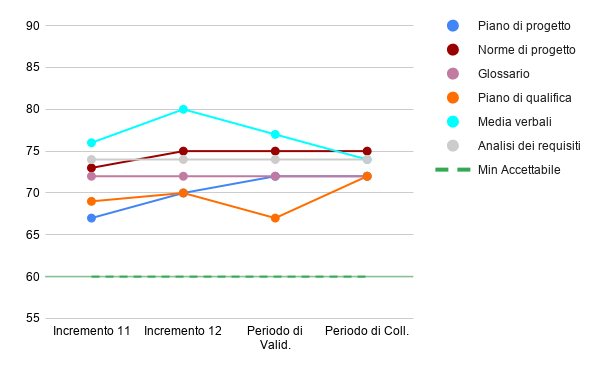 90
85
80
75
70
65
60
55
Incremento 11
Incremento 12
Periodo di
Valid.
Periodo di Coll.
Piano di progetto
Norme di progetto
Glossario
Piano di qualifica
Media verbali
Analisi dei requisiti
Min Accettabile